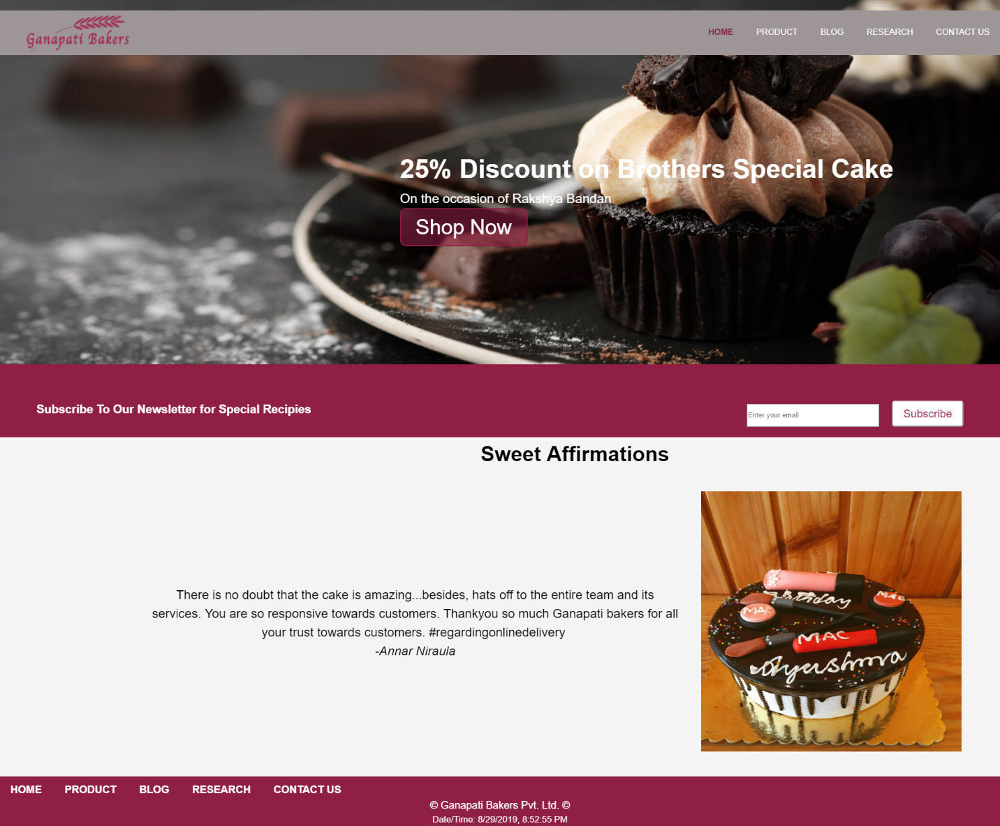 Ganapati Bakers
HOME PRODUCT BLOG RESEARCH CONTACT US
25% Discount on Brothers Special Cake
On the occasion of Rakshya Bandan
Shop Now
Subscribe To Our Newsletter for Special Recipies
Enter your email
Subscribe
Sweet Affirmations
There is no doubt that the cake is amazing...besides, hats off to the entire team and its
services. You are so responsive towards customers. Thankyou so much Ganapati bakers for all
your trust towards customers. #regardingonlinedelivery
-Annar Niraula
MAC
MAC
MAC
HOME PRODUCT BLOG RESEARCH CONTACT US
© Ganapati Bakers Pvt. Ltd. ©
Date/Time: 8/29/2019, 8:52:55 PM